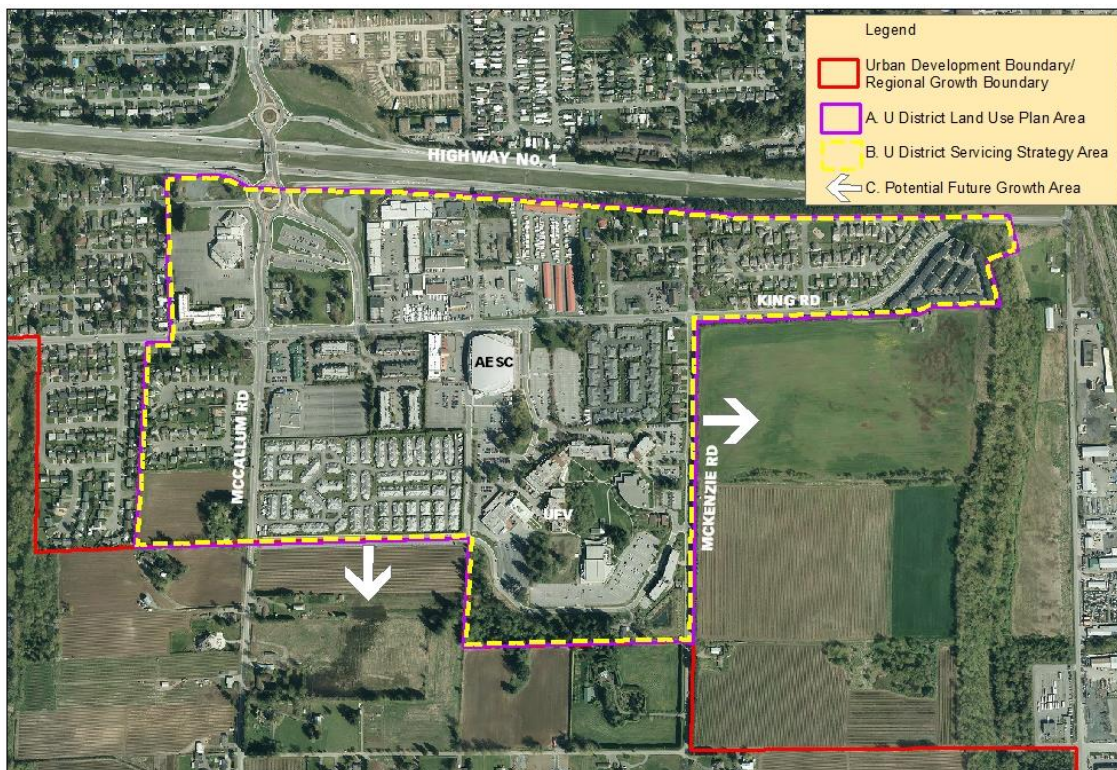 Legend
Urban Development Boundary/
Regional Growth Boundary
A. U District Land Use Plan Area
B. U District Servicing Strategy Area
C. Potential Future Growth Area
HIGHWAY No. 1
KING RD
AESC
MCCALLUM RD
UFV
MCKENZIE RD